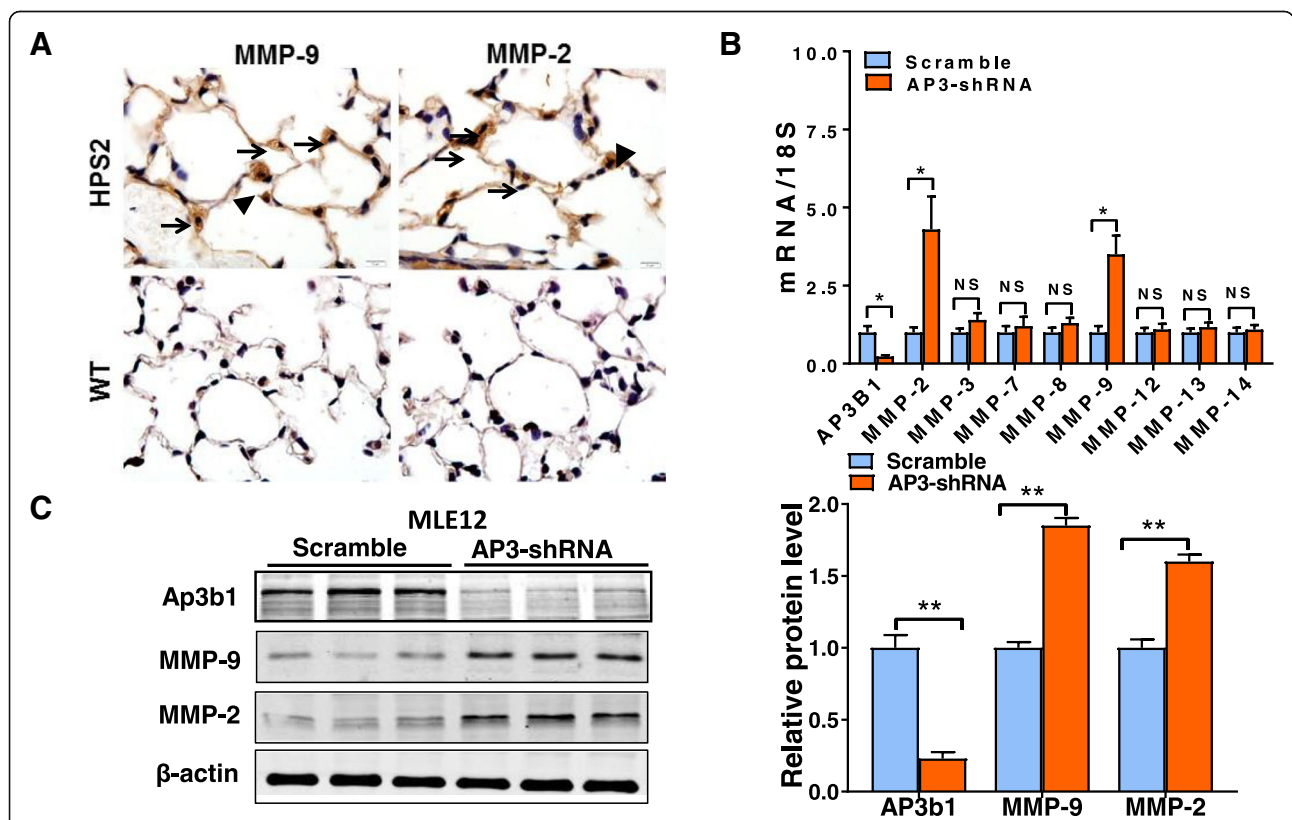 A
MMP-9 MMP-2
HPS2
WT
B
10.0
7.5
5.0
2.5
0.0
mRNA/18S
Scramble
AP3-shRNA
* * NS NS NS * NS NS NS
AP3B1 MMP-2 MMP-3 MMP-7 MMP-8 MMP-9 MMP-12 MMP-13 MMP-14
C
MLE12
Scramble AP3-shRNA
Ap3b1
MMP-9
MMP-2
β-actin
Scramble
AP3-shRNA
2.0
1.5
1.0
0.5
0.0
Relative protein level
** ** **
AP3b1 MMP-9 MMP-2